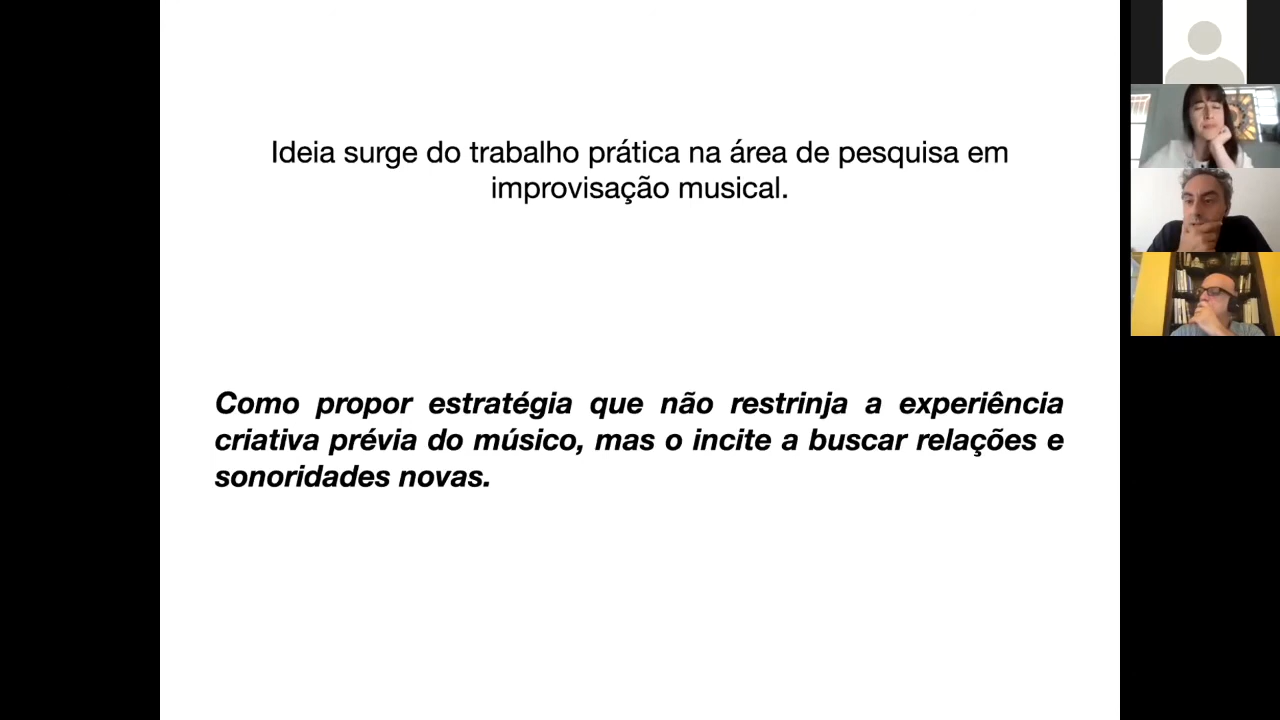 Ideia surge do trabalho prática na área de pesquisa em
improvisação musical.
Como propor estratégia que não restrinja a experiência
criativa prévia do músico, mas o incite a buscar relações e
sonoridades novas.